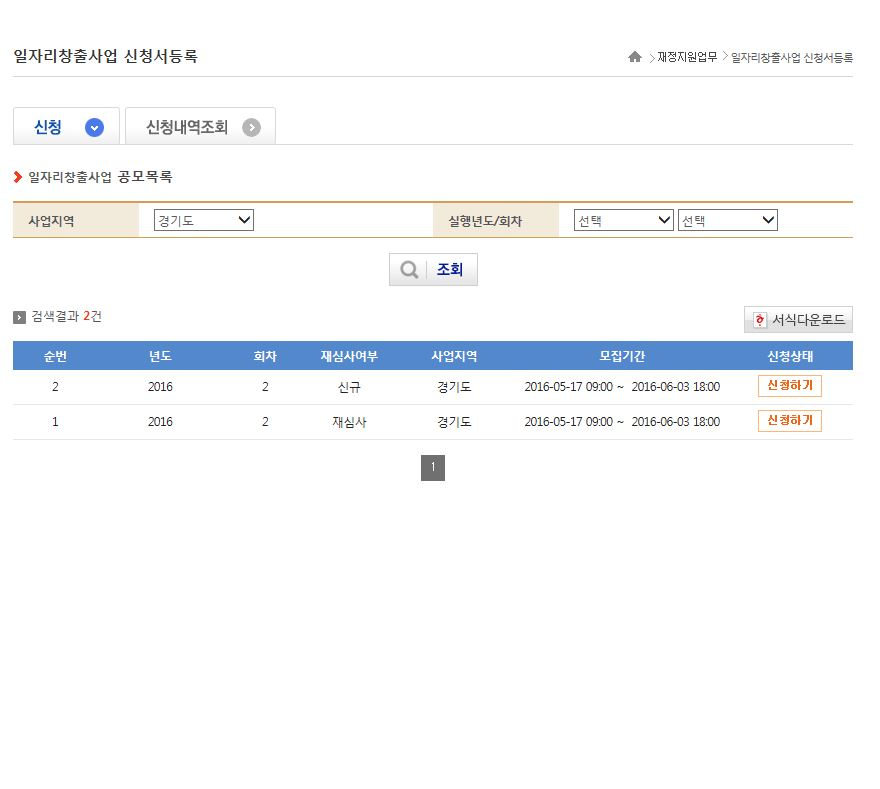 일자리창출사업 신청서등록
재정지원업무 > 일자리창출사업 신청서등록
신청 신청내역조회
일자리창출사업 공모목록
사업지역 경기도 실행년도/회차 선택 선택
조회
검색결과 2건 서식다운로드
순번 년도 회차 재심사여부 사업지역 모집기간 신청상태
2 2016 2 신규 경기도 2016-05-17 09:00 ~ 2016-06-03 18:00 신청하기
1 2016 2 재심사 경기도 2016-05-17 09:00 ~ 2016-06-03 18:00 신청하기
1